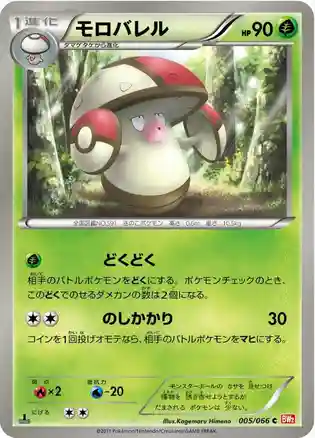 1進化
モロバレル
HP90
タマゲタケから進化
全国図鑑NO.591 きのこポケモン 高さ:0.6m 重さ:10.5kg
どくどく
相手のバトルポケモンをどくにする。ポケモンチェックのとき、
このどくでのせるダメカンの数は2個になる。
のしかかり 30
コインを1回投げオモテなら、相手のバトルポケモンをマヒにする。
弱点
×2
抵抗力
-20
にげる
モンスターボールの
カサを
獲物を
Illus.Kagemaru Himeno
005/066 C
©2011 Pokémon/Nintendo/Creatures/GAME FREAK.